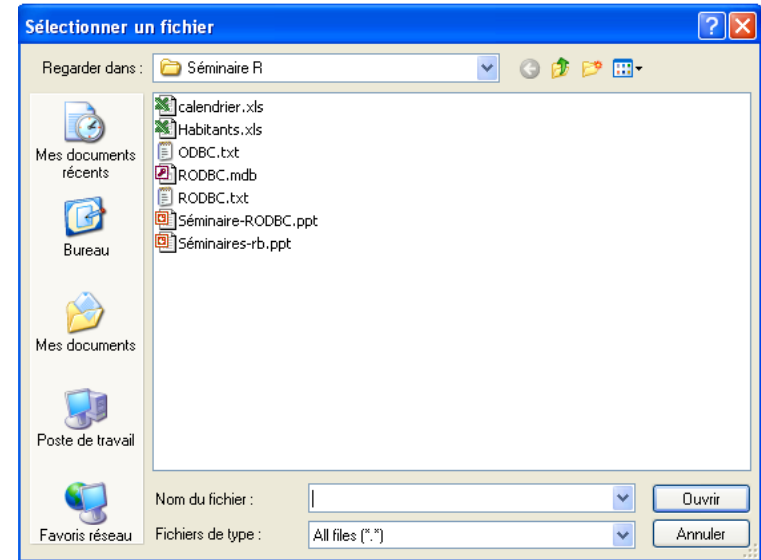 Sélectionner un fichier
Regarder dans :
Séminaire R
Mes documents
récents
Bureau
Mes documents
Poste de travail
Favoris réseau
calendrier.xls
Habitants.xls
ODBC.txt
RODBC.mdb
RODBC.txt
Séminaire-RODBC.ppt
Séminaires-rb.ppt
Nom du fichier :
Ouvrir
Fichiers de type :
All files (*.*)
Annuler